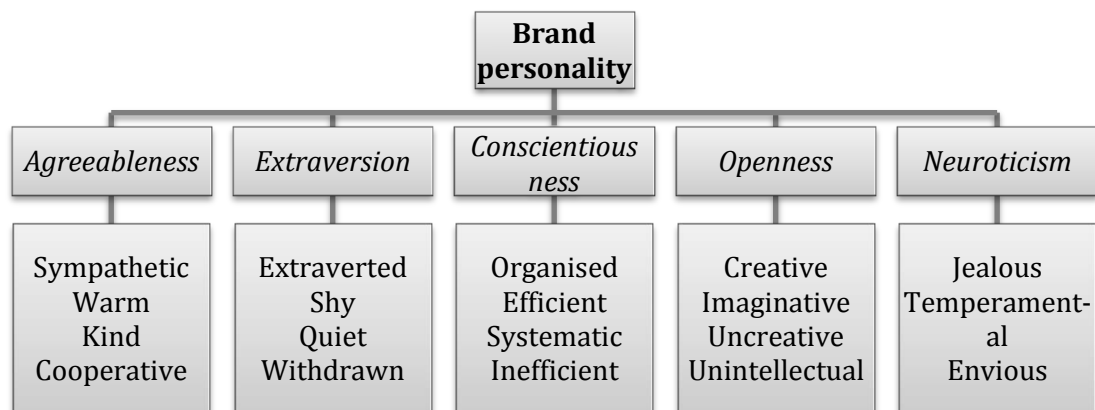 Brand
personality
Agreeableness
Extraversion
Conscientious
ness
Openness
Neuroticism
Sympathetic
Warm
Kind
Cooperative
Extraverted
Shy
Quiet
Withdrawn
Organised
Efficient
Systematic
Inefficient
Creative
Imaginative
Uncreative
Unintellectual
Jealous
Temperament-
al
Envious